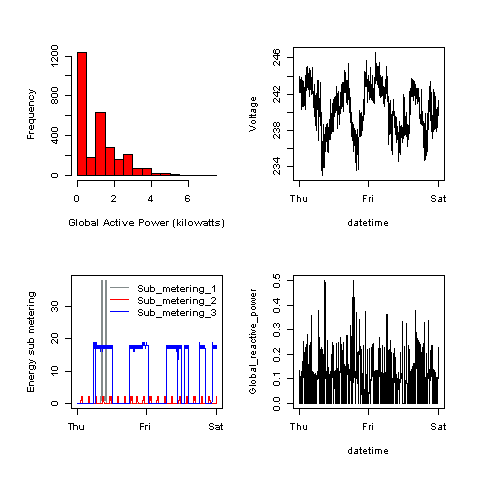 1200
800
400
0
Frequency
0 2 4 6
Global Active Power (kilowatts)
246
242
238
234
Voltage
Thu Fri Sat
datetime
30
20
10
0
Energy sub metering
Sub_metering_1
Sub_metering_2
Sub_metering_3
Thu Fri Sat
0.5
0.4
0.3
0.2
0.1
0.0
Global_reactive_power
Thu Fri Sat
datetime